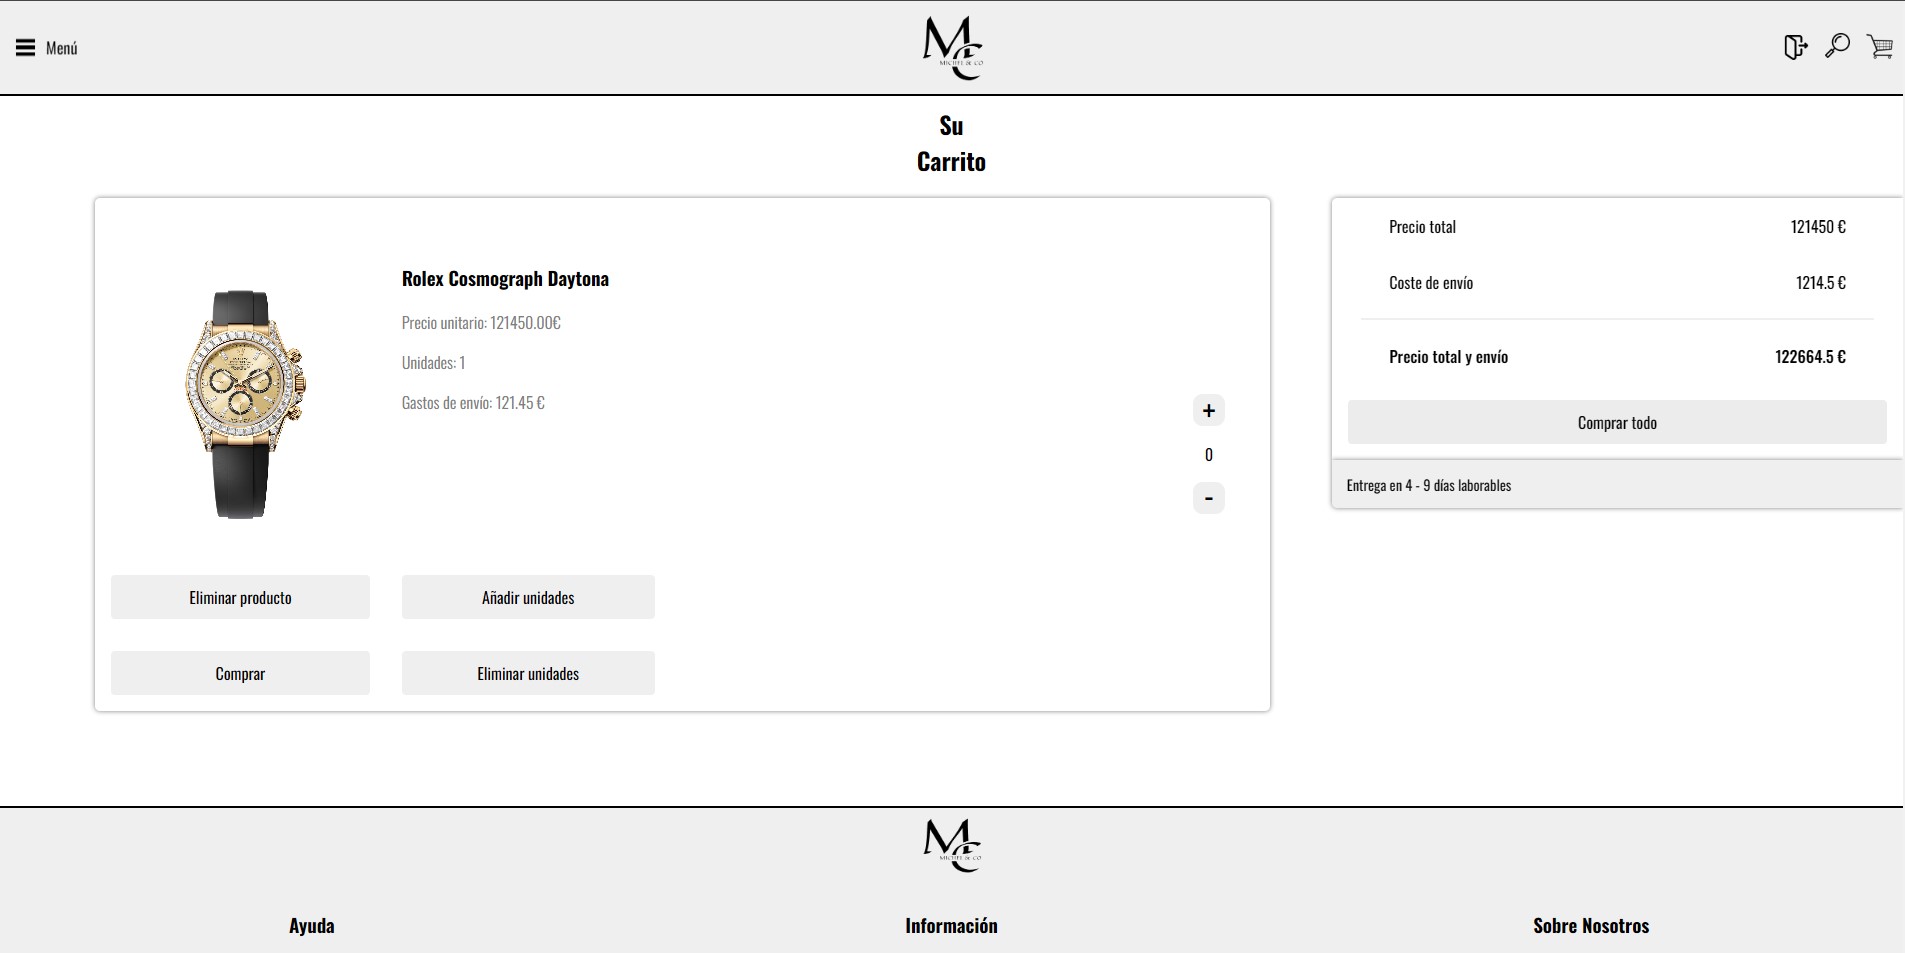 Menú
MICHEL & CO
Su
Carrito
Rolex Cosmograph Daytona
Precio unitario: 121450.00€
Unidades: 1
Gastos de envío: 121.45 €
+
0
-
Eliminar producto
Añadir unidades
Comprar
Eliminar unidades
Precio total 121450 €
Coste de envío 1214.5 €
Precio total y envío 122664.5 €
Comprar todo
Entrega en 4 - 9 días laborables
MICHEL & CO
Ayuda
Información
Sobre Nosotros